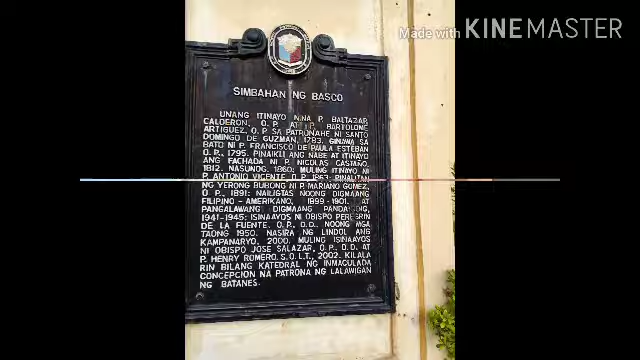 Made with KINEMASTER
SIMBAHAN NG BASCO
UNANG ITINAYO NINA P. BALTAZAR
CALDERON, O.P. AT P. BARTOLOME
ARTIGUEZ, O.P. SA PATRONAHE NI SANTO
DOMINGO DE GUZMAN, 1783. GINAWA SA
BATO NI P. FRANCISCO DE PAULA ESTEBAN
O.P., 1795. PINAIKLI ANG NABE AT ITINAYO
ANG FACHADA NI P. NICOLAS CASTAÑO,
1812. NASUNOG, 1860; MULING ITINAYO NI
P. ANTONIO VICENTE, O.P. 1863; PINALITAN
NG YERONG BUBONG NI P. MARIANO GOMEZ,
O.P., 1891; NAILIGTAS NOONG DIGMAANG
FILIPINO-AMERIKANO, 1899-1901, AT
PANGALAWANG DIGMAANG PANDAIGDIG,
1941-1945; ISINAAYOS NI OBISPO PEREGRIN
DE LA FUENTE, O.P., D.D., NOONG MGA
TAONG 1950. NASIRA NG LINDOL ANG
KAMPANARYO, 2000. MULING ISINAAYOS
NI OBISPO JOSE SALAZAR, O.P., D.D. AT
P. HENRY ROMERO, S.O.L.T., 2002. KILALA
RIN BILANG KATEDRAL NG INMACULADA
CONCEPCION NA PATRONA NG LALAWIGAN
NG BATANES.